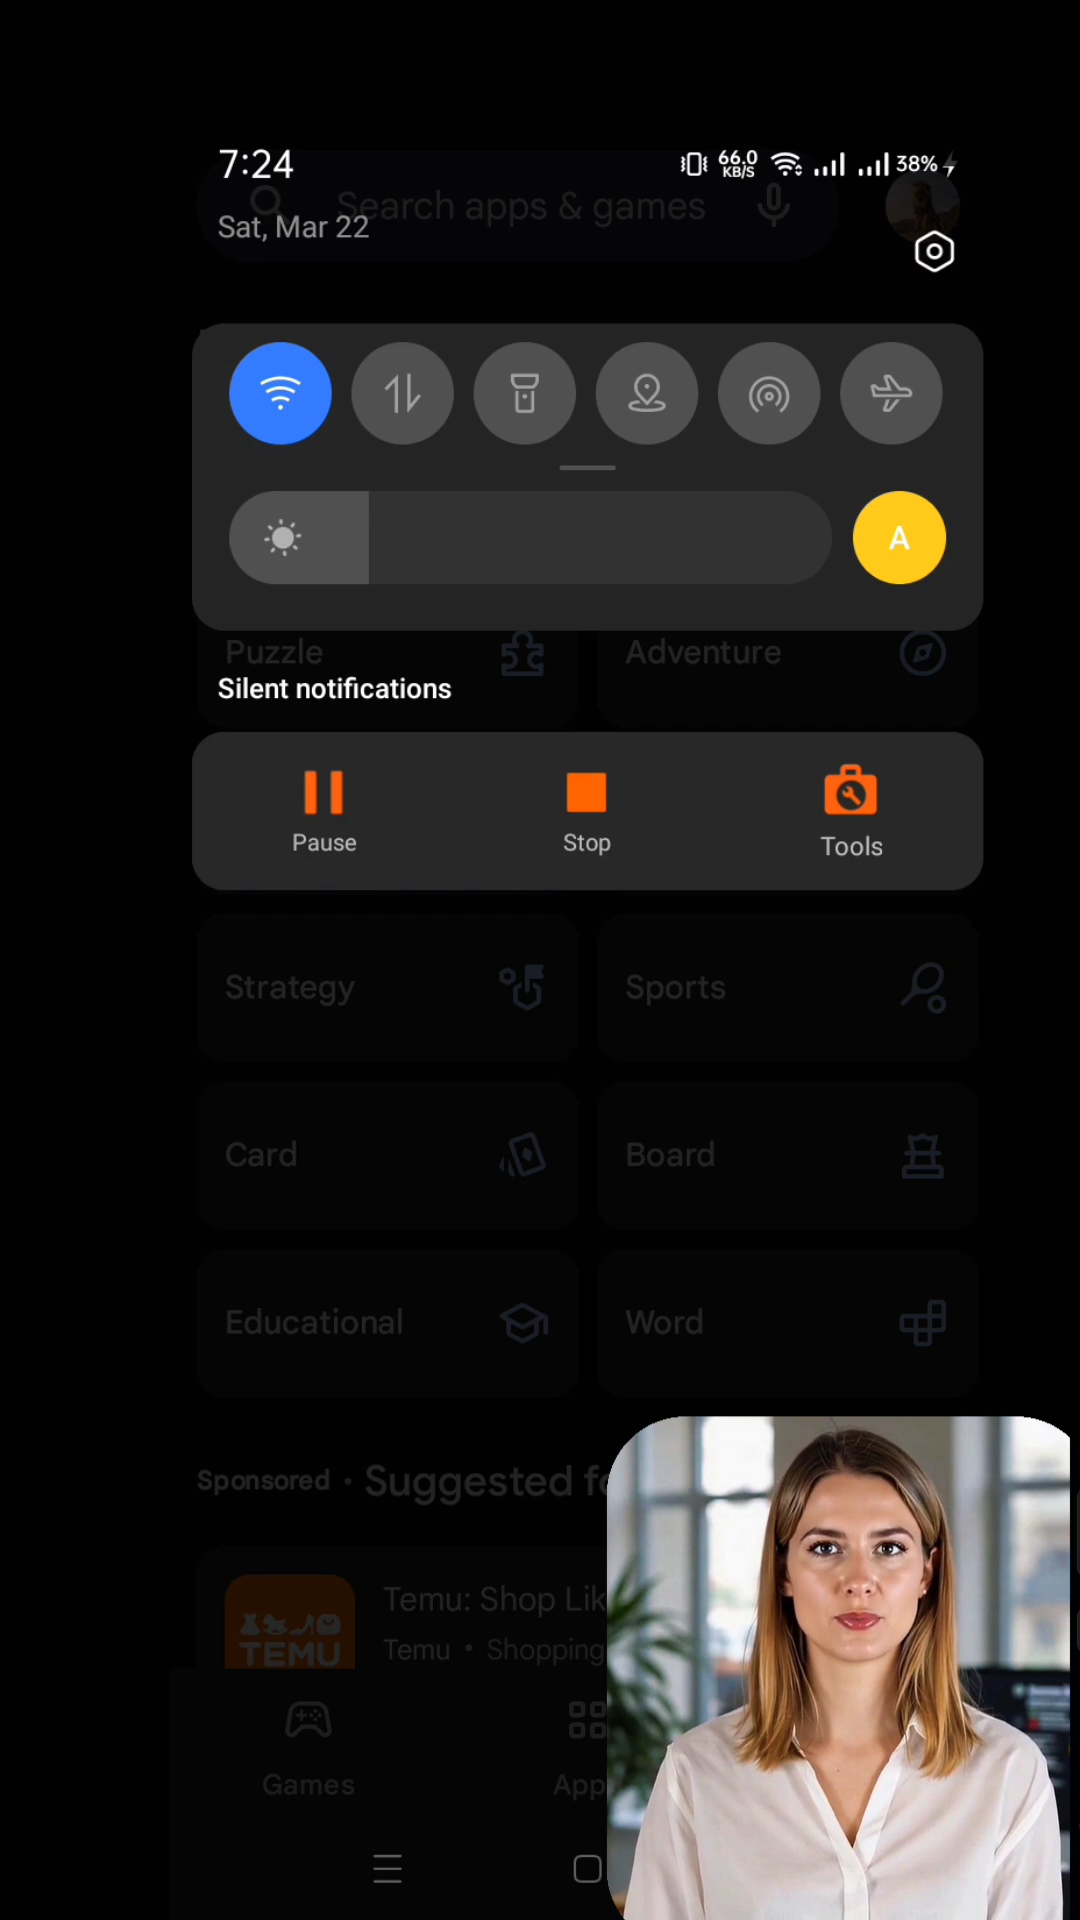 7:24
66.0
KB/S
38%
Search apps & games
Sat, Mar 22
A
Puzzle
Adventure
Silent notifications
Pause
Stop
Tools
Strategy
Sports
Card
Board
Educational
Word
Sponsored • Suggested fo
Temu: Shop Lik
TEMU
Temu • Shopping
Games
App